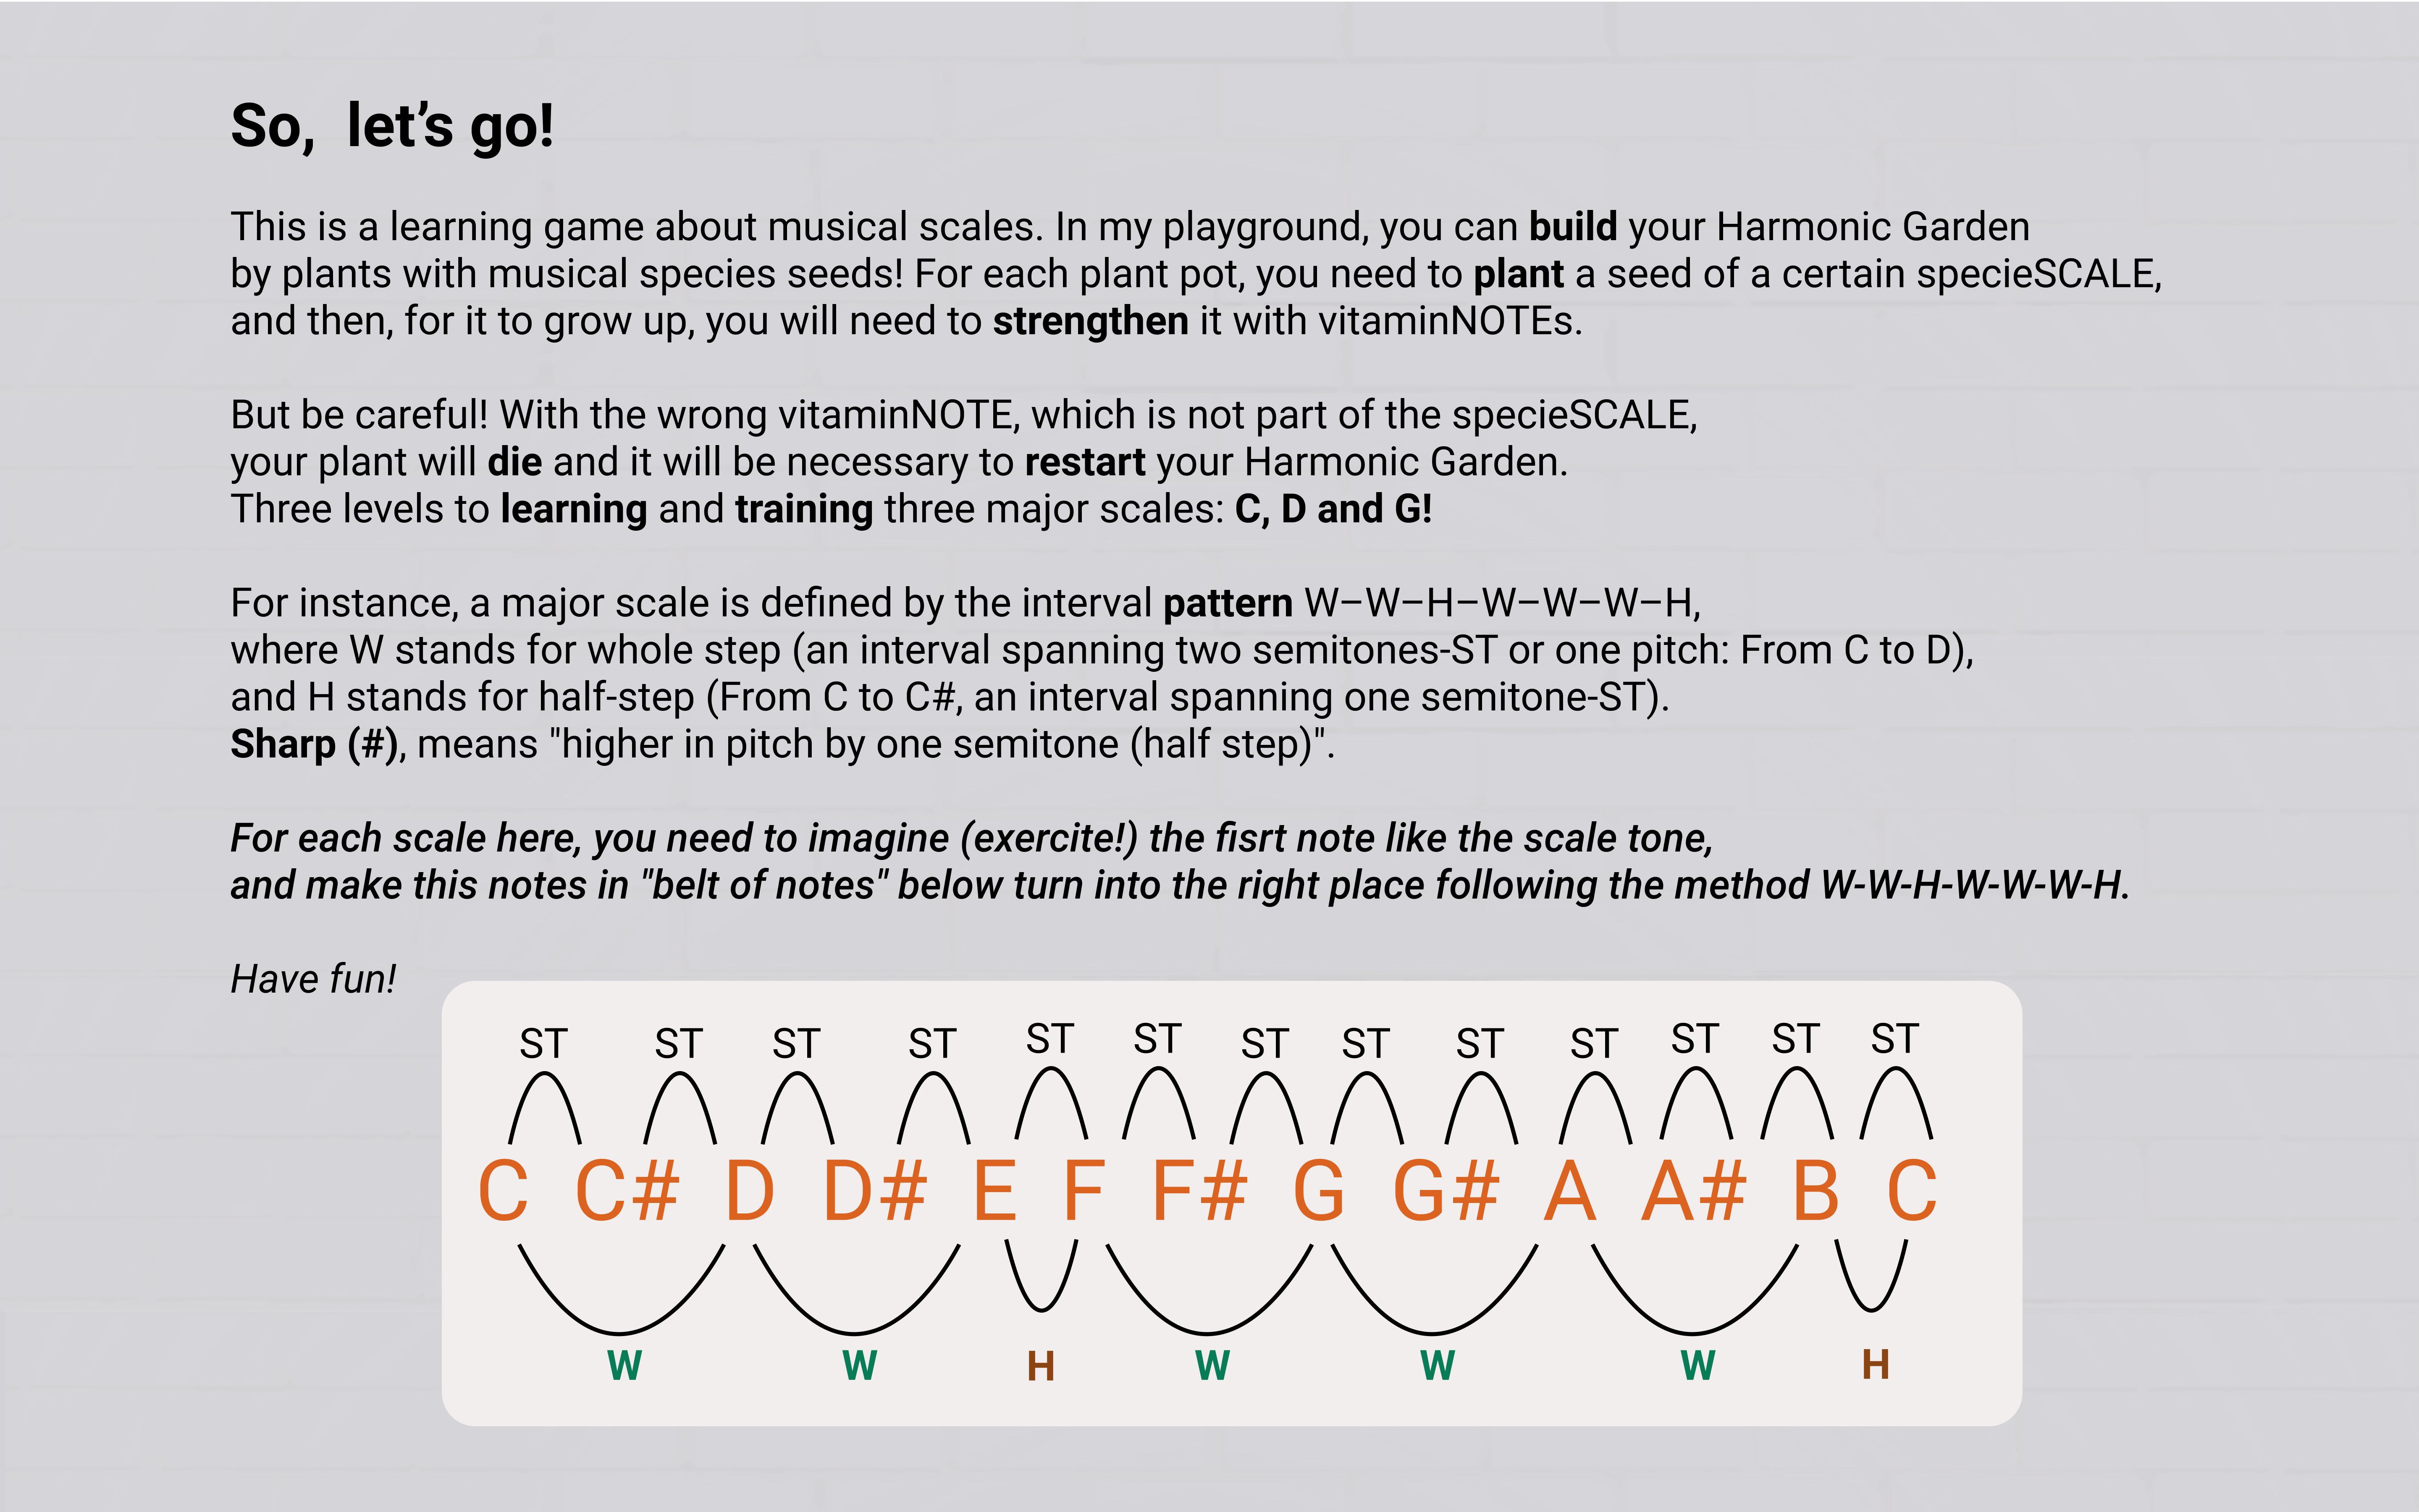 So, let’s go!
This is a learning game about musical scales. In my playground, you can build your Harmonic Garden
by plants with musical species seeds! For each plant pot, you need to plant a seed of a certain specieSCALE,
and then, for it to grow up, you will need to strengthen it with vitaminNOTEs.
But be careful! With the wrong vitaminNOTE, which is not part of the specieSCALE,
your plant will die and it will be necessary to restart your Harmonic Garden.
Three levels to learning and training three major scales: C, D and G!
For instance, a major scale is defined by the interval pattern W–W–H–W–W–W–H,
where W stands for whole step (an interval spanning two semitones-ST or one pitch: From C to D),
and H stands for half-step (From C to C#, an interval spanning one semitone-ST).
Sharp (#), means "higher in pitch by one semitone (half step)".
For each scale here, you need to imagine (exercite!) the fisrt note like the scale tone,
and make this notes in "belt of notes" below turn into the right place following the method W-W-H-W-W-W-H.
Have fun!
ST ST ST ST ST ST ST ST ST ST ST ST ST
C C# D D# E F F# G G# A A# B C
W W H W W W H